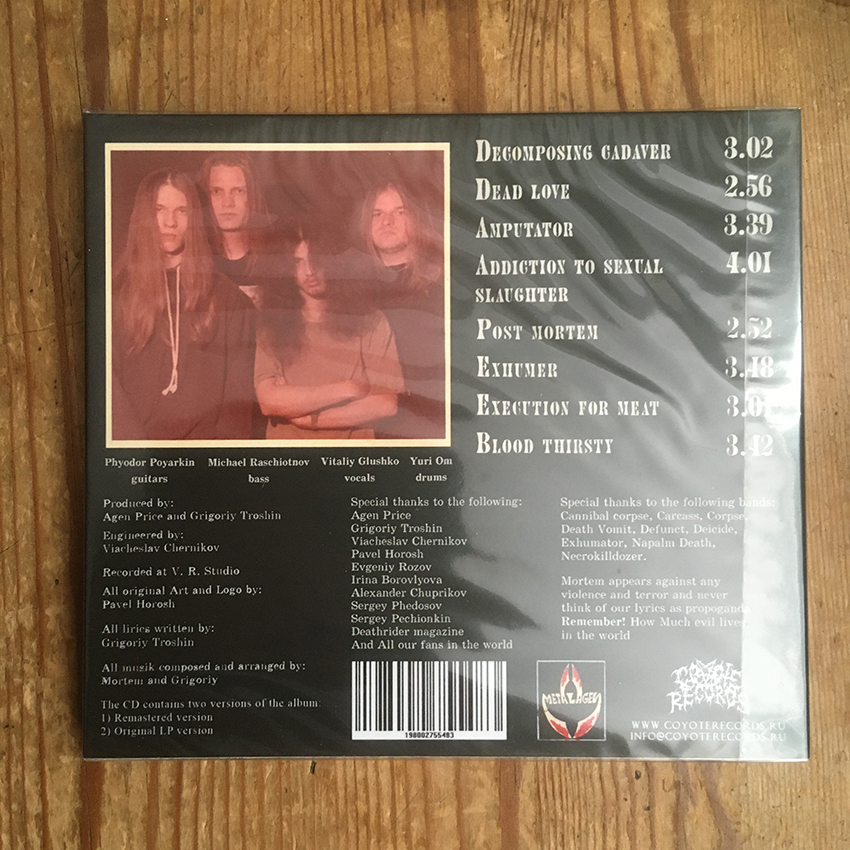 Decomposing cadaver 3.02
Dead love 2.56
Amputator 3.39
Addiction to sexual 4.01
slaughter
Post mortem 2.52
Exhumer 3.48
Execution for meat 3.01
Blood thirsty 3.42
Phyodor Poyarkin Michael Raschiotnov Vitaliy Glushko Yuri Om
guitars bass vocals drums
Produced by:
Agen Price and Grigoriy Troshin
Engineered by:
Viacheslav Chernikov
Recorded at V. R. Studio
All original Art and Logo by:
Pavel Horosh
All lirics written by:
Grigoriy Troshin
All musik composed and arranged by:
Mortem and Grigoriy
The CD contains two versions of the album:
1) Remastered version
2) Original LP version
Special thanks to the following:
Agen Price
Grigoriy Troshin
Viacheslav Chernikov
Pavel Horosh
Evgeniy Rozov
Irina Borovlyova
Alexander Chuprikov
Sergey Phedosov
Sergey Pechionkin
Deathrider magazine
And All our fans in the world
Special thanks to the following bands:
Cannibal corpse, Carcass, Corpse,
Death Vomit, Defunct, Deicide,
Exhumator, Napalm Death,
Necrokilldozer.
Mortem appears against any
violence and terror and never
think of our lyrics as propoganda
Remember! How Much evil lives
in the world
198002755483
METALAGEN
COYOTE
RECORDS
WWW.COYOTERECORDS.RU
INFO@COYOTERECORDS.RU